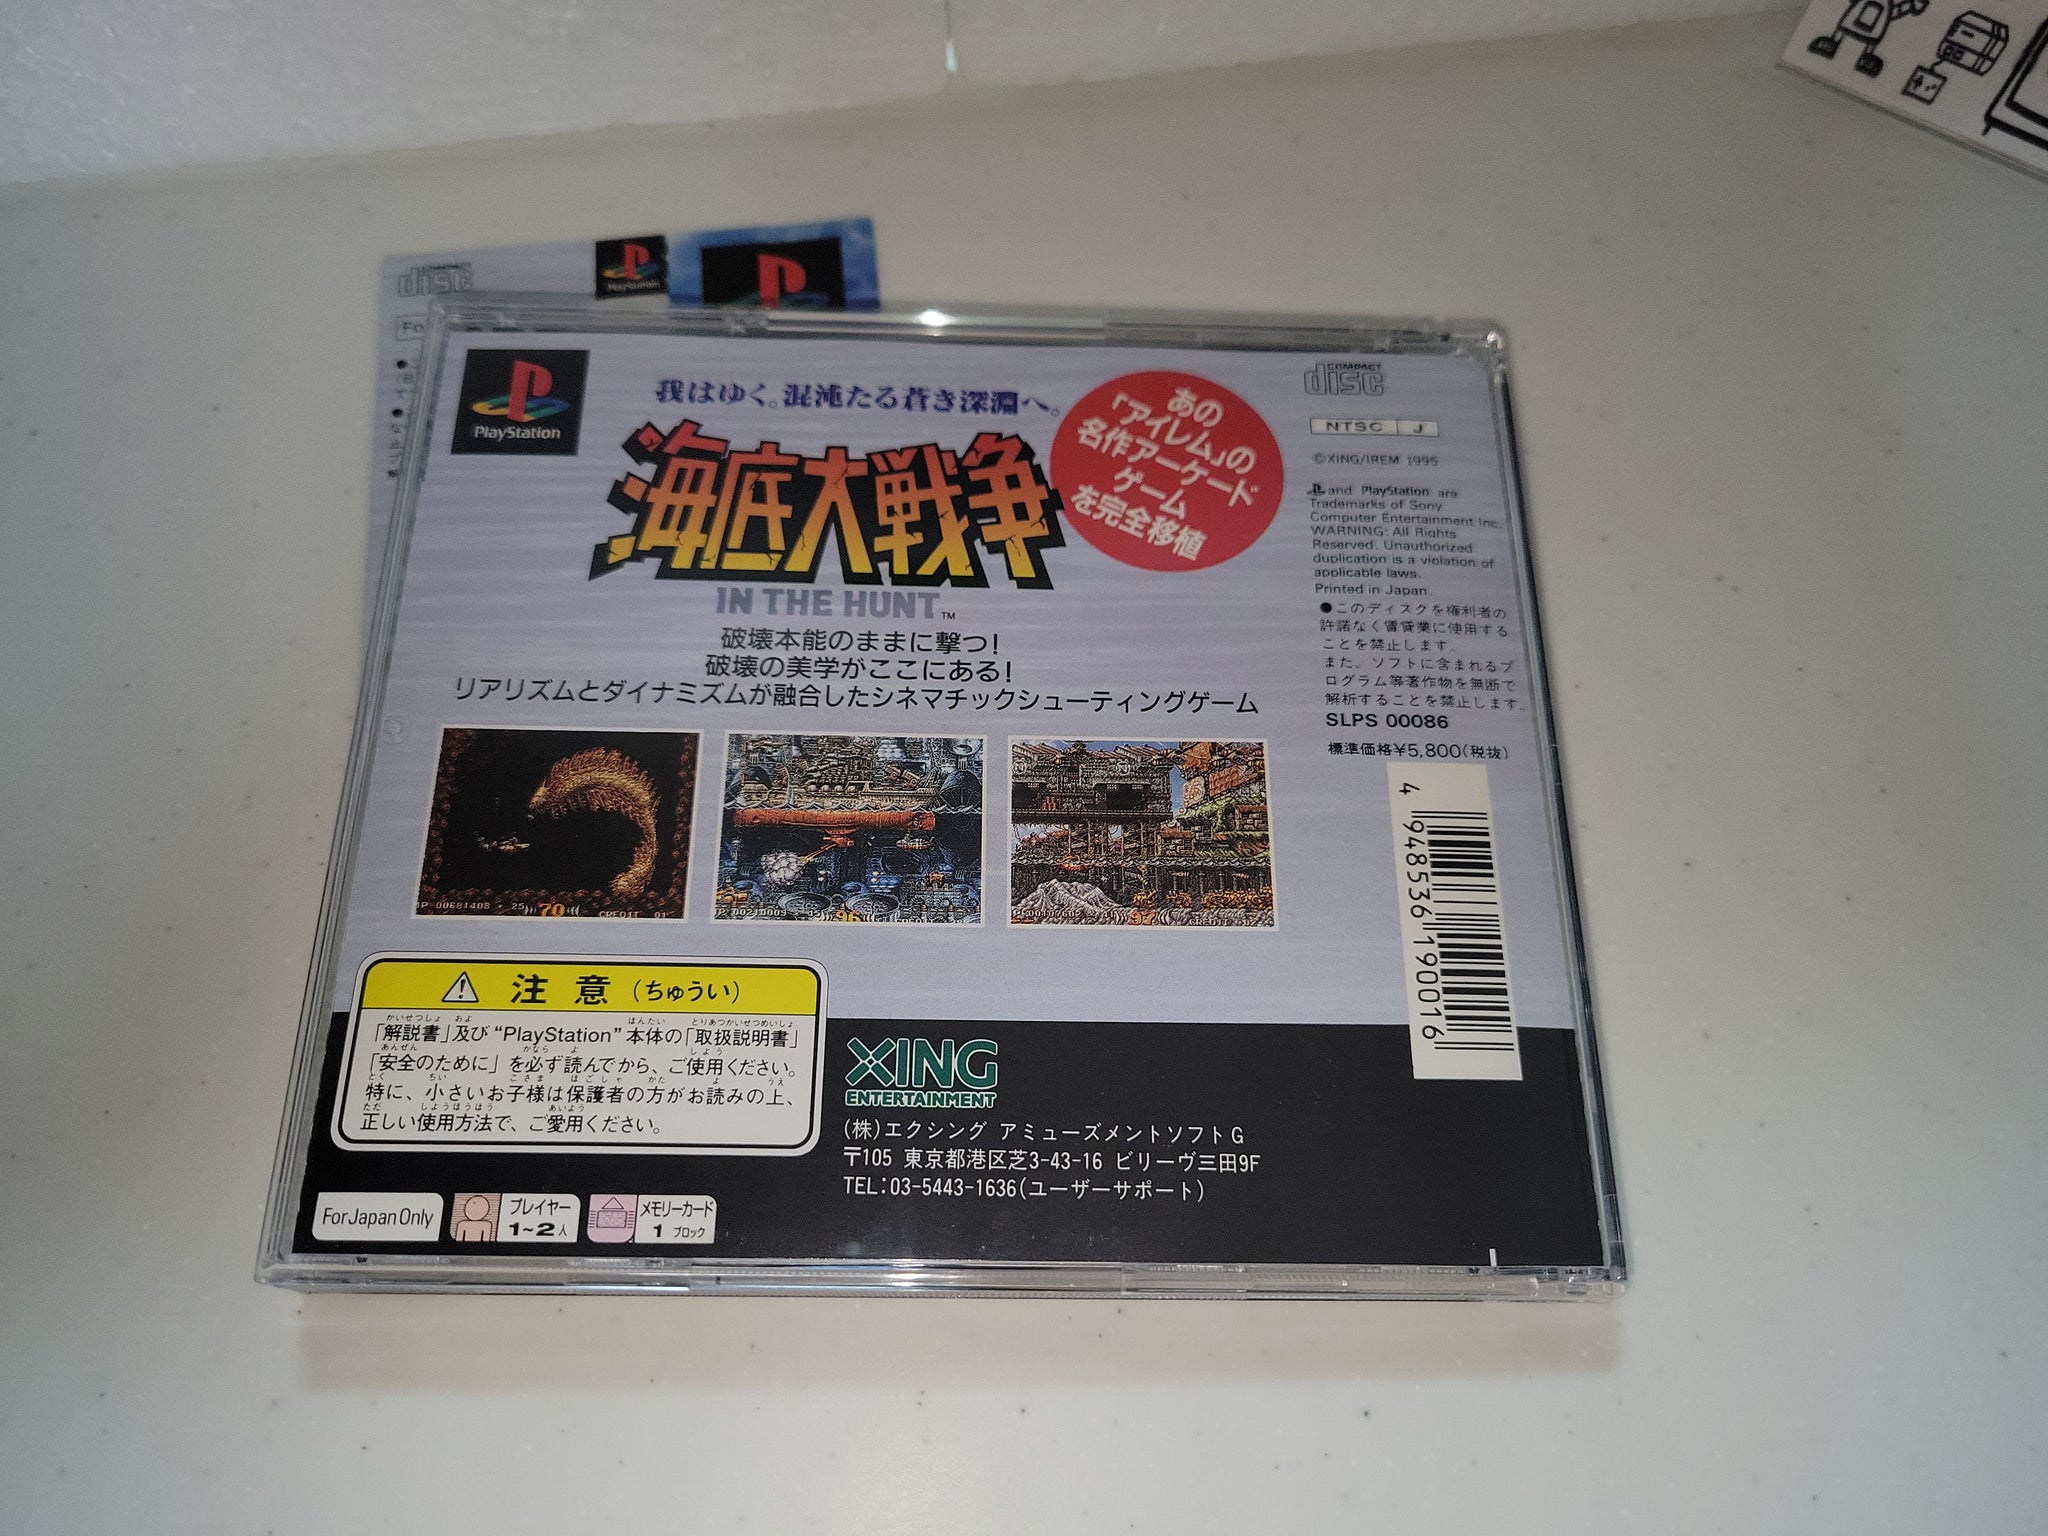 COMPACT
disc
PlayStation
PlayStation
我はゆく。混沌たる蒼き深淵へ。
海底大戦争
IN THE HUNT™
あの
「アイレム」の
名作アーケード
ゲーム
を完全移植
破壊本能のままに撃つ!
破壊の美学がここにある!
リアリズムとダイナミズムが融合したシネマチックシューティングゲーム
COMPACT
disc
NTSC J
©XING/IREM 1995
and PlayStation are
Trademarks of Sony
Computer Entertainment Inc.
WARNING: All Rights
Reserved. Unauthorized
duplication is a violation of
applicable laws.
Printed in Japan.
●このディスクを権利者の
許諾なく賃貸業に使用する
ことを禁止します。
また、ソフトに含まれるプ
ログラム等著作物を無断で
解析することを禁止します。
SLPS 00086
標準価格¥5,800(税抜)
4 948536 190016
1P 00681408 25 70 CREDIT 01
注意(ちゅうい)
「解説書」及び“PlayStation”本体の「取扱説明書」
「安全のために」を必ず読んでから、ご使用ください。
特に、小さいお子様は保護者の方がお読みの上、
正しい使用方法で、ご愛用ください。
XING
ENTERTAINMENT
(株)エクシング アミューズメントソフトG
〒105 東京都港区芝3-43-16 ビリーヴ三田9F
TEL:03-5443-1636(ユーザーサポート)
For Japan Only
プレイヤー
1~2人
メモリーカード
1 ブロック